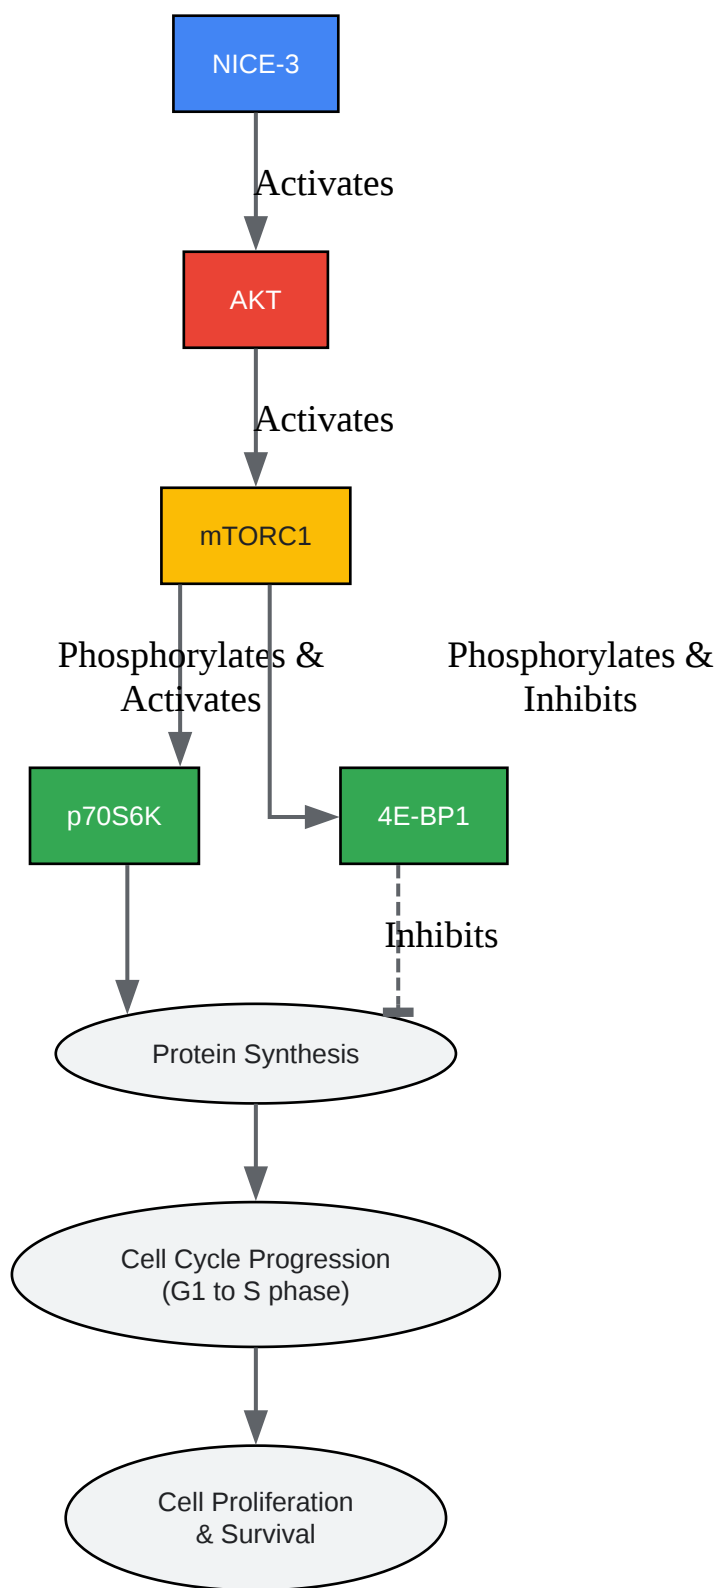 NICE-3
Activates
AKT
Activates
mTORC1
Phosphorylates &
Activates
Phosphorylates &
Inhibits
p70S6K
4E-BP1
Inhibits
Protein Synthesis
Cell Cycle Progression
(G1 to S phase)
Cell Proliferation
& Survival